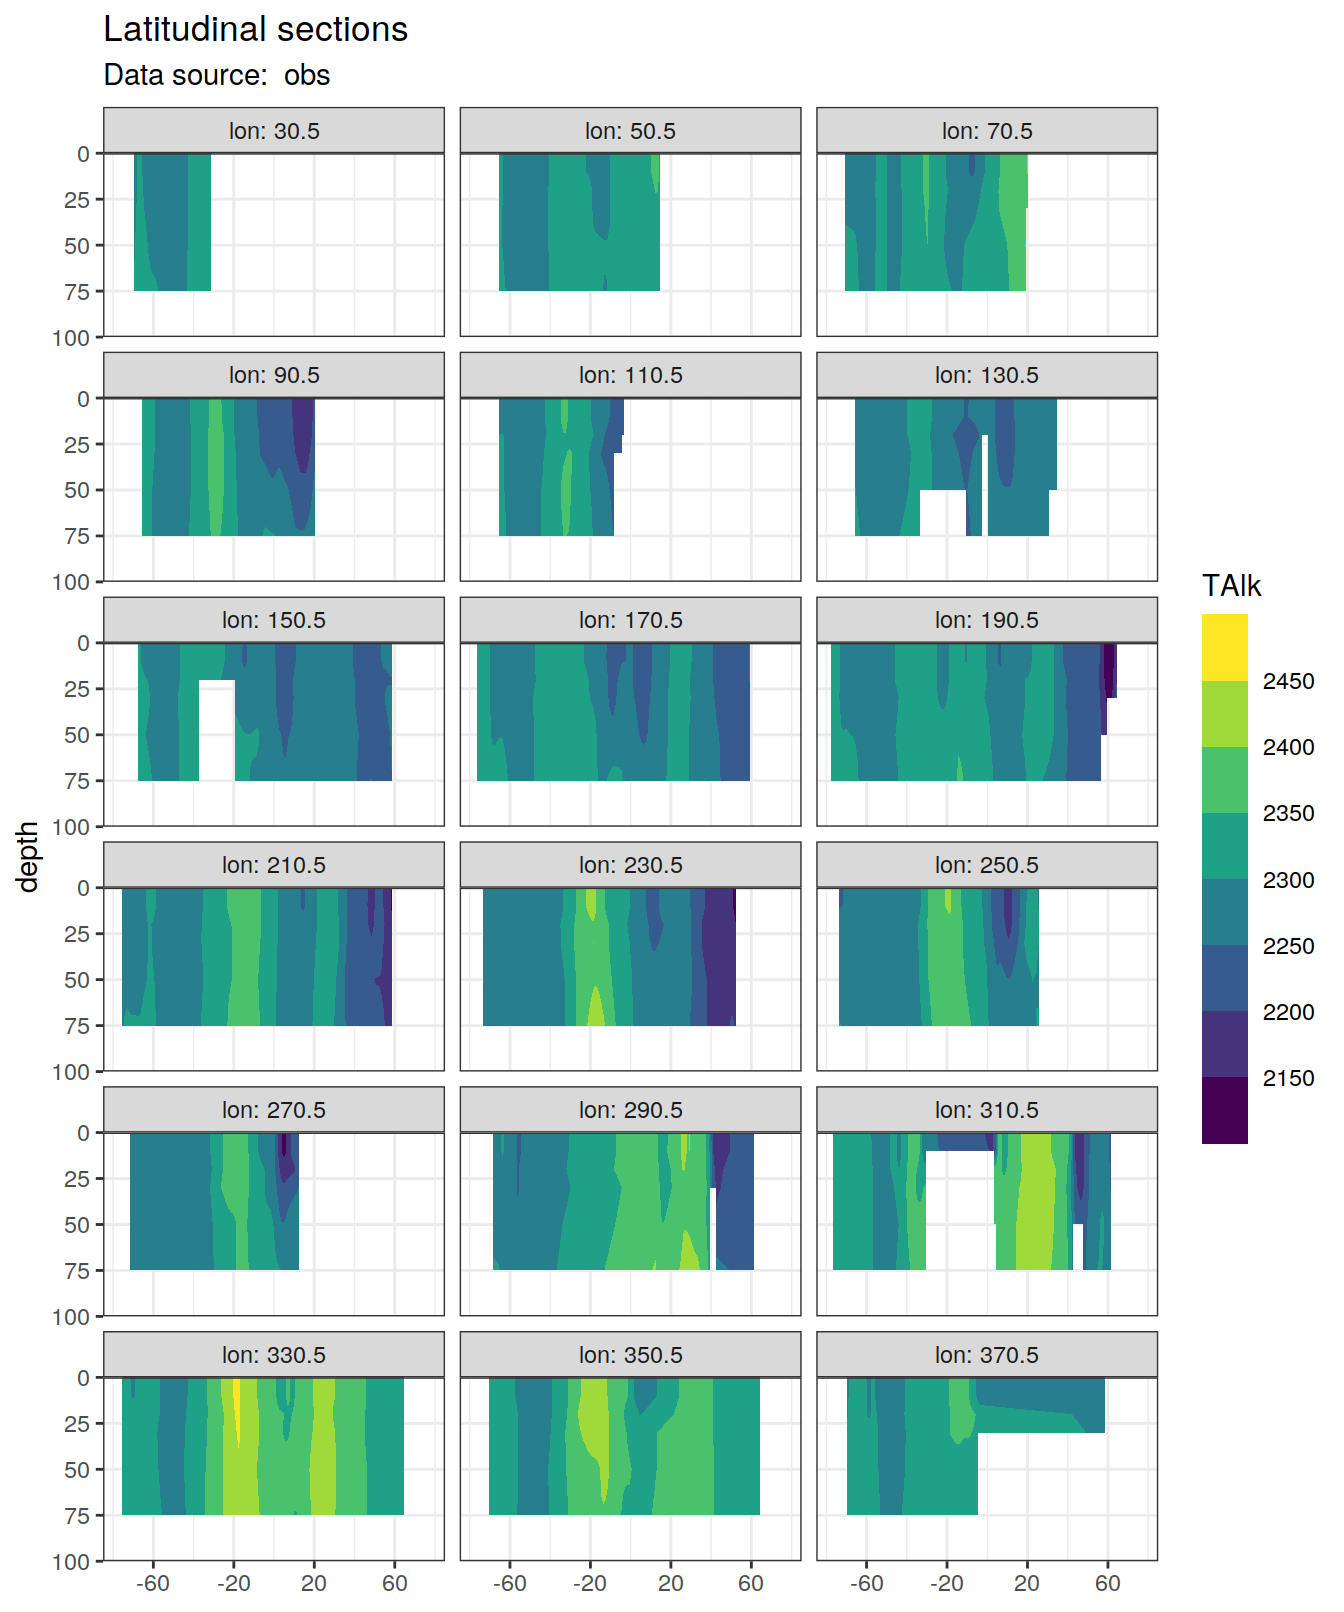 Latitudinal sections
Data source:  obs
lon: 30.5
lon: 50.5
lon: 70.5
0
25
50
75
100
lon: 90.5
lon: 110.5
lon: 130.5
0
25
50
75
100
lon: 150.5
lon: 170.5
lon: 190.5
0
25
50
75
100
lon: 210.5
lon: 230.5
lon: 250.5
0
25
50
75
100
lon: 270.5
lon: 290.5
lon: 310.5
0
25
50
75
100
lon: 330.5
lon: 350.5
lon: 370.5
0
25
50
75
100
-60 -20 20 60
-60 -20 20 60
-60 -20 20 60
depth
TAlk
2450
2400
2350
2300
2250
2200
2150